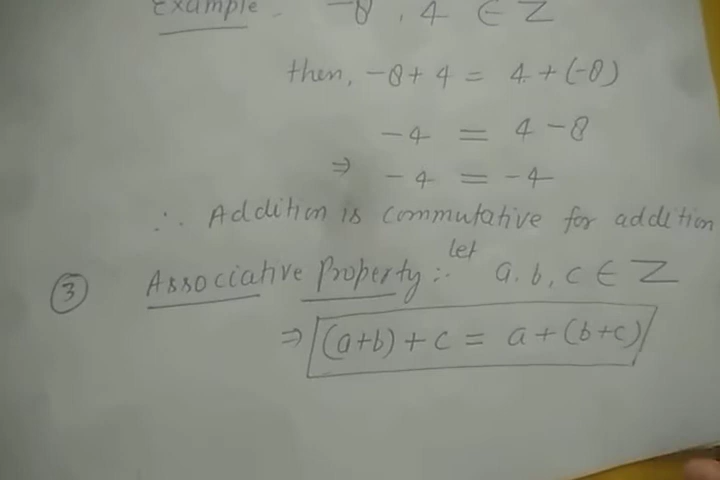 Example. -8, 4 ∈ Z
then, -8+4 = 4+(-8)
-4 = 4-8
⇒ -4 = -4
∴ Addition is commutative for addition
③ Associative Property :. let a. b, c ∈ Z
⇒ (a+b)+c = a+(b+c)